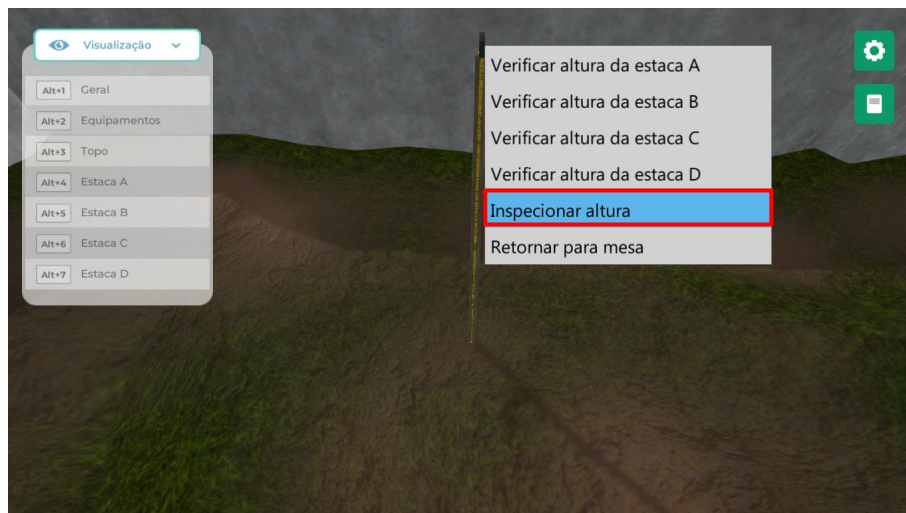 Visualização
Alt+1 Geral
Alt+2 Equipamentos
Alt+3 Topo
Alt+4 Estaca A
Alt+5 Estaca B
Alt+6 Estaca C
Alt+7 Estaca D
Verificar altura da estaca A
Verificar altura da estaca B
Verificar altura da estaca C
Verificar altura da estaca D
Inspecionar altura
Retornar para mesa